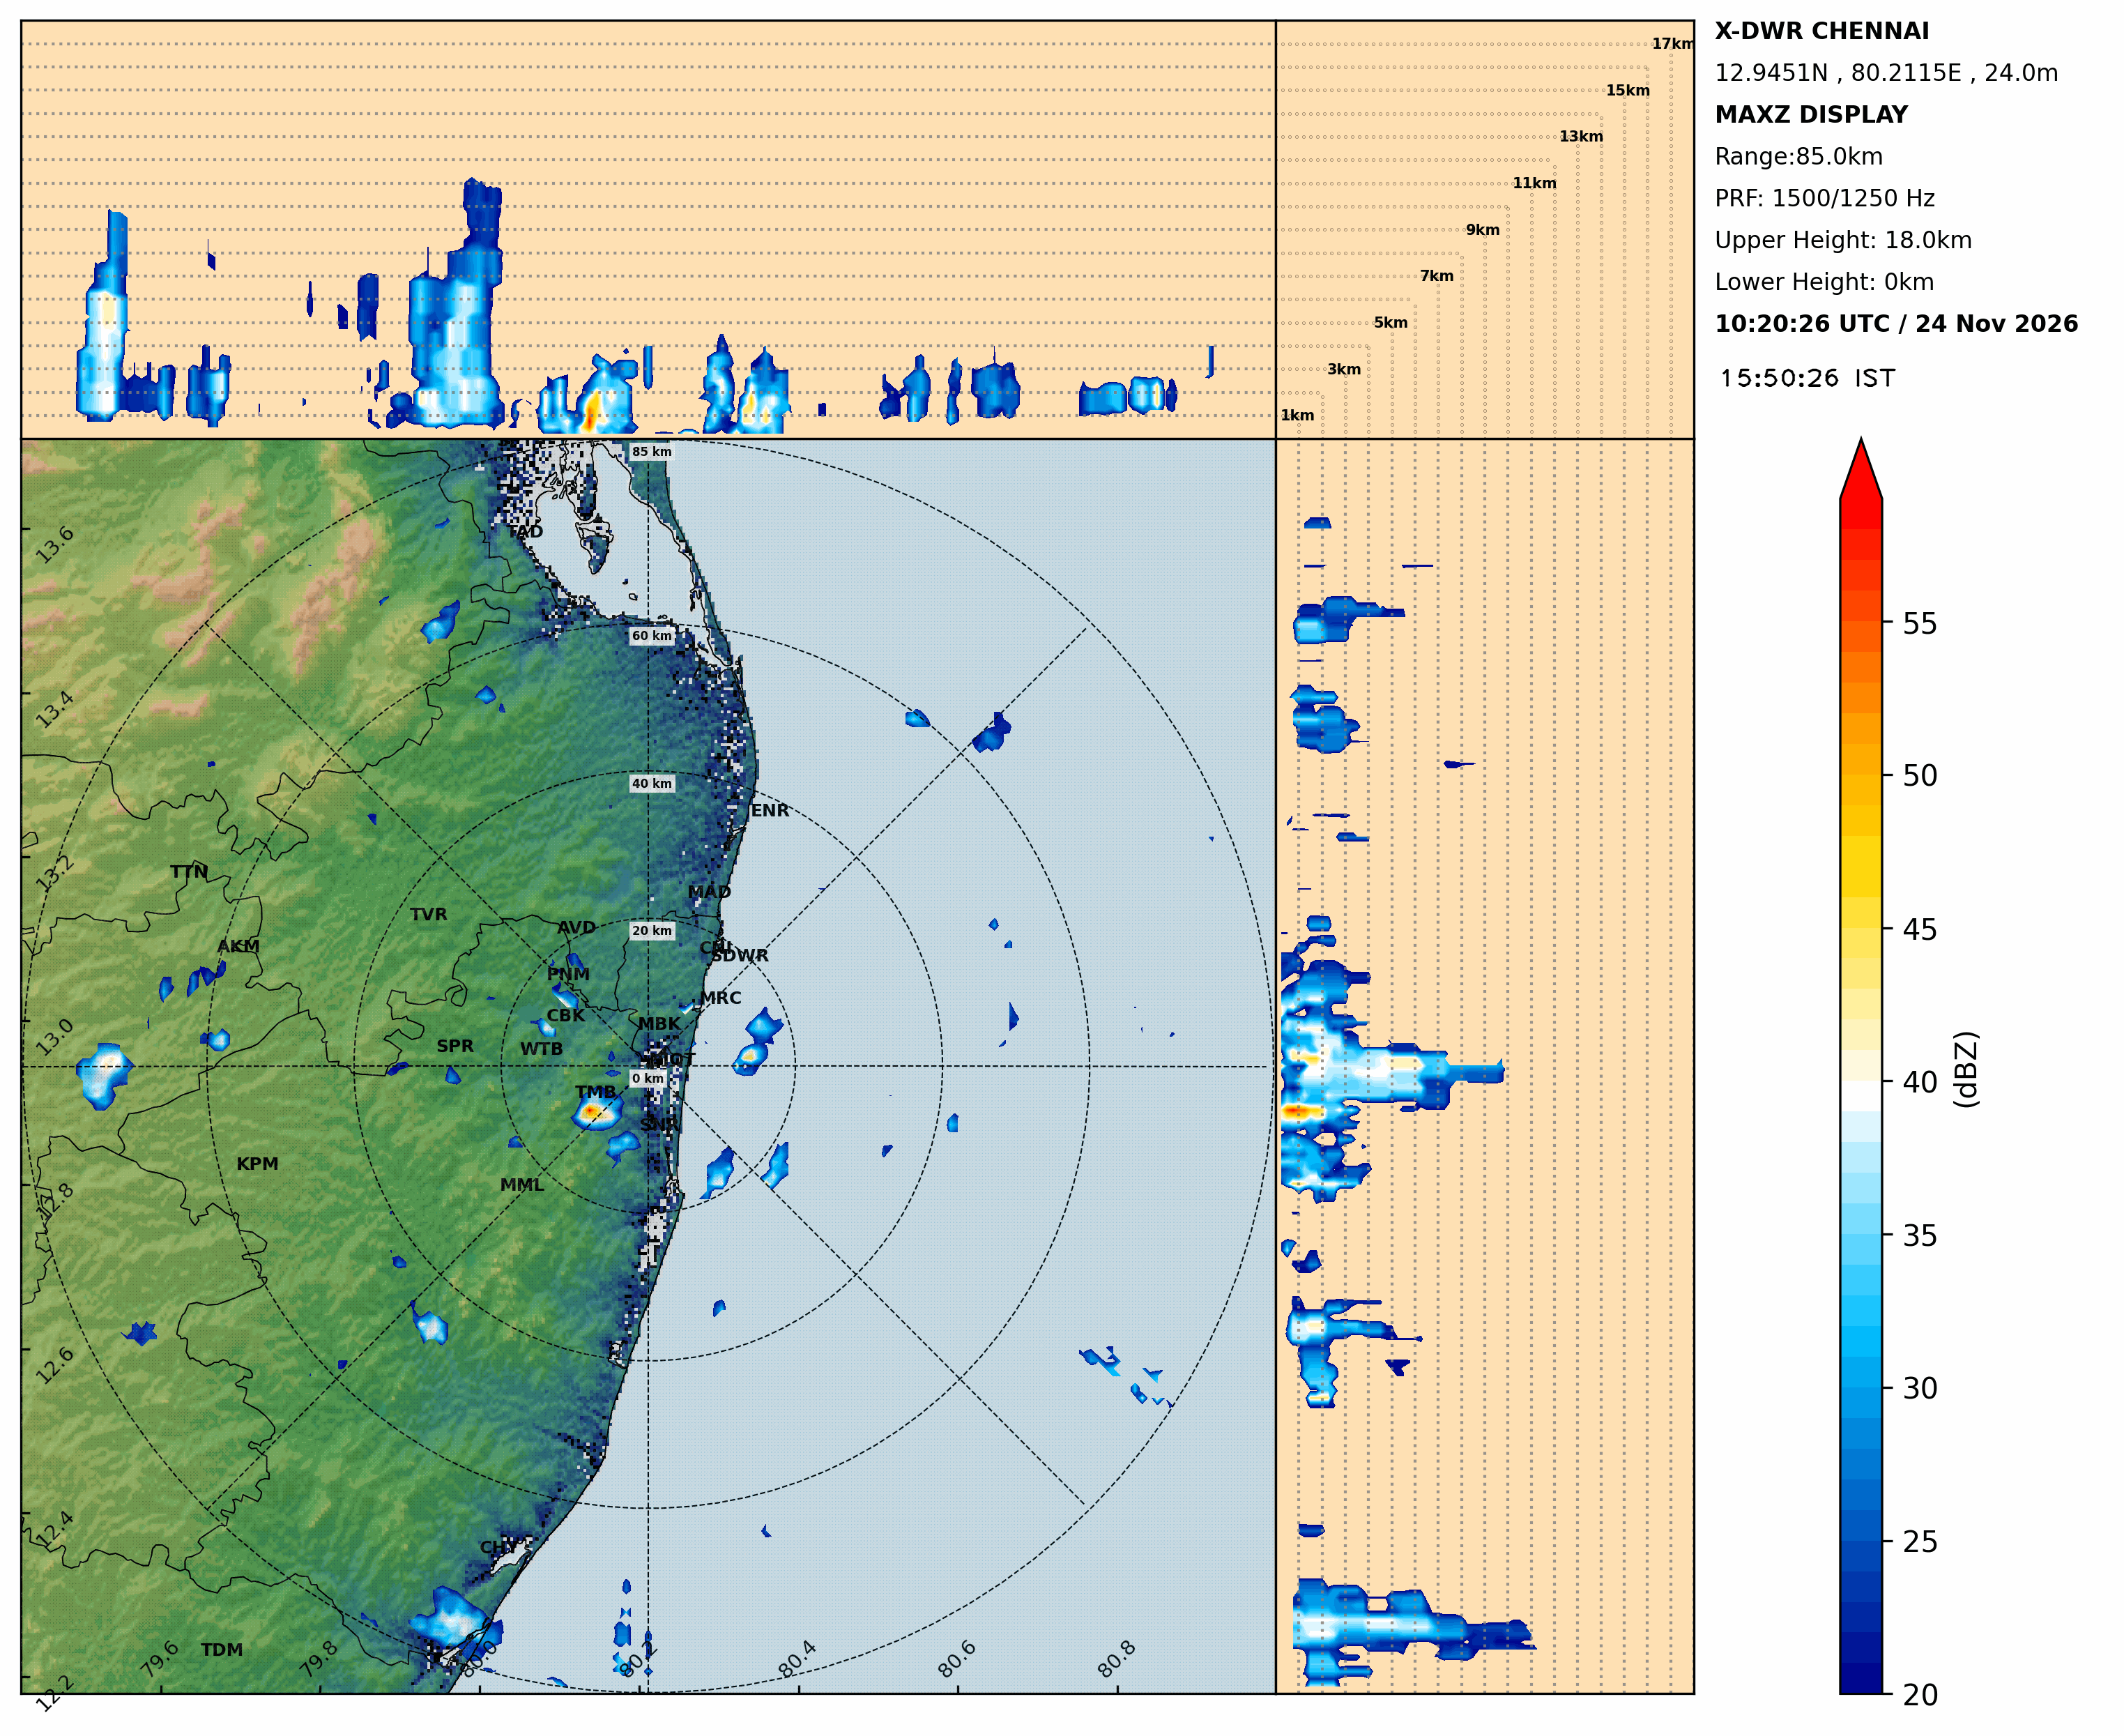 X-DWR CHENNAI
12.9451N , 80.2115E , 24.0m
MAXZ DISPLAY
Range:85.0km
PRF: 1500/1250 Hz
Upper Height: 18.0km
Lower Height: 0km
10:20:26 UTC / 24 Nov 2026
15:50:26 IST
17km
15km
13km
11km
9km
7km
5km
3km
1km
85 km
TAD
13.6
60 km
13.4
40 km
ENR
13.2
TTN
MAD
TVR
AVD
20 km
AKM
SDWR
PNM
MRC
CBK
MBK
13.0
SPR
WTB
0 km
TMB
SNR
KPM
MML
12.8
12.6
12.4
CHY
TDM
12.2
79.6
79.8
80.0
80.2
80.4
80.6
80.8
55
50
45
40
35
30
25
20
(dBZ)